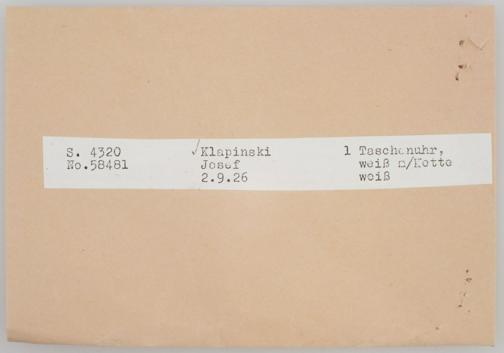 S. 4320 ✓Klapinski 1 Taschenuhr,
No.58481 Josef weiß m/Kette
2.9.26 weiß